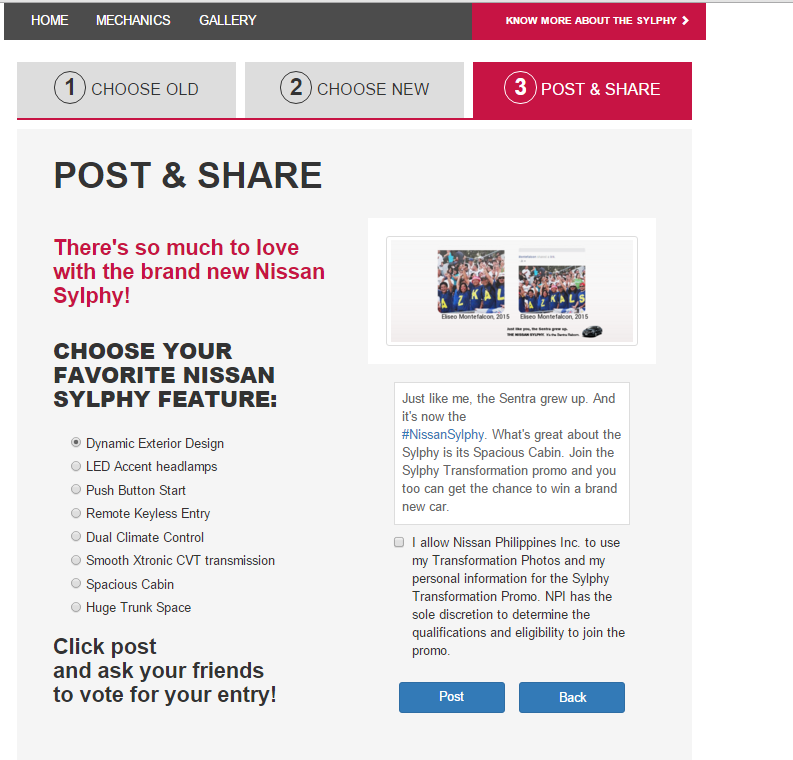 HOME MECHANICS GALLERY KNOW MORE ABOUT THE SYLPHY
1 CHOOSE OLD 2 CHOOSE NEW 3 POST & SHARE
POST & SHARE
There's so much to love
with the brand new Nissan
Sylphy!
CHOOSE YOUR
FAVORITE NISSAN
SYLPHY FEATURE:
Dynamic Exterior Design
LED Accent headlamps
Push Button Start
Remote Keyless Entry
Dual Climate Control
Smooth Xtronic CVT transmission
Spacious Cabin
Huge Trunk Space
Click post
and ask your friends
to vote for your entry!
AZKAL AZKALS
Eliseo Montefalcon, 2015 Eliseo Montefalcon, 2015
Just like you, the Sentra grew up.
THE NISSAN SYLPHY. It's the Sentra Reborn.
Just like me, the Sentra grew up. And
it's now the
#NissanSylphy. What's great about the
Sylphy is its Spacious Cabin. Join the
Sylphy Transformation promo and you
too can get the chance to win a brand
new car.
I allow Nissan Philippines Inc. to use
my Transformation Photos and my
personal information for the Sylphy
Transformation Promo. NPI has the
sole discretion to determine the
qualifications and eligibility to join the
promo.
Post Back